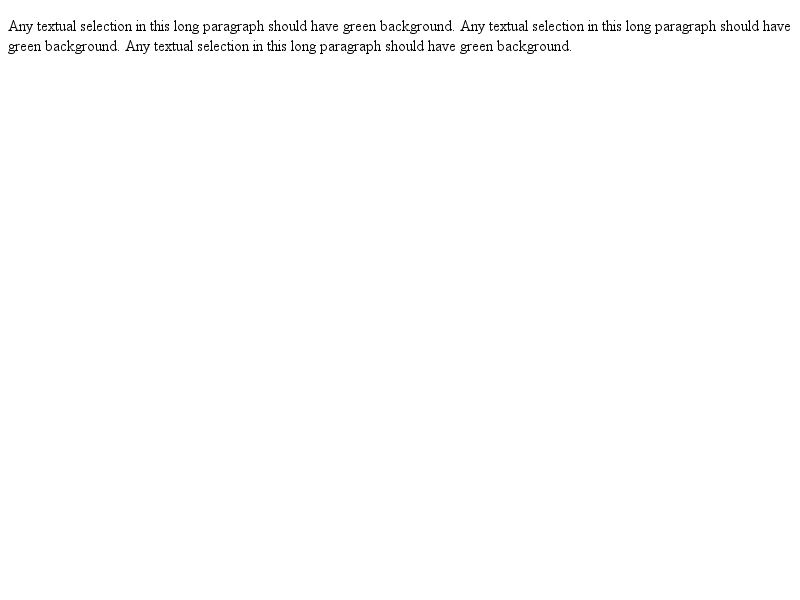 Any textual selection in this long paragraph should have green background. Any textual selection in this long paragraph should have
green background. Any textual selection in this long paragraph should have green background.